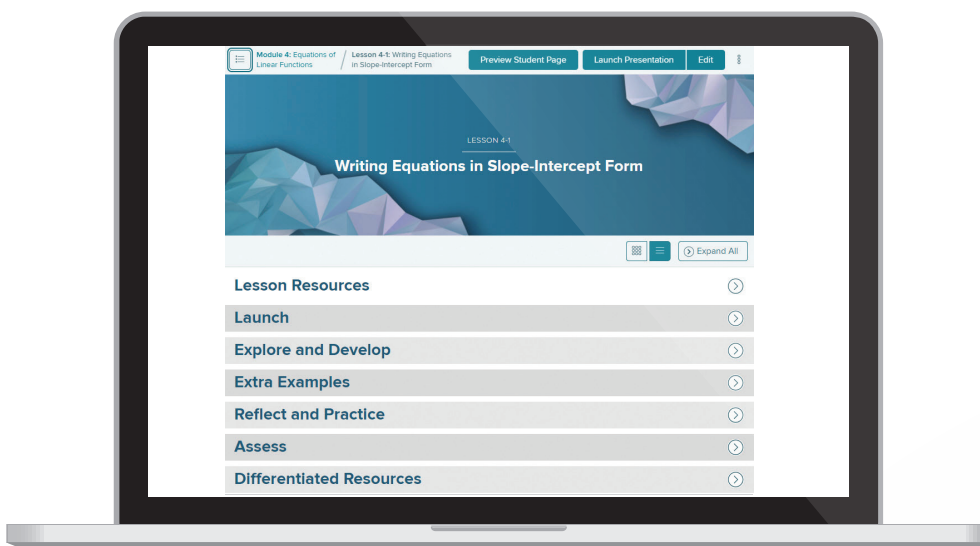 Module 4: Equations of
Linear Functions
Lesson 4-1: Writing Equations
in Slope-Intercept Form
Preview Student Page
Launch Presentation
Edit
LESSON 4-1
Writing Equations in Slope-Intercept Form
Expand All
Lesson Resources
Launch
Explore and Develop
Extra Examples
Reflect and Practice
Assess
Differentiated Resources